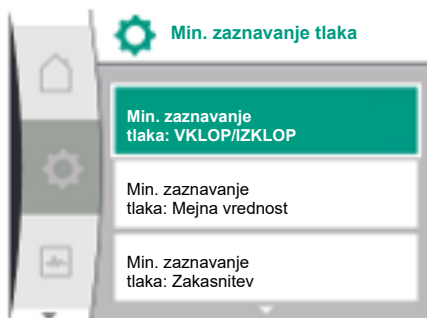 Min. zaznavanje tlaka
Min. zaznavanje
tlaka: VKLOP/IZKLOP
Min. zaznavanje
tlaka: Mejna vrednost
Min. zaznavanje
tlaka: Zakasnitev